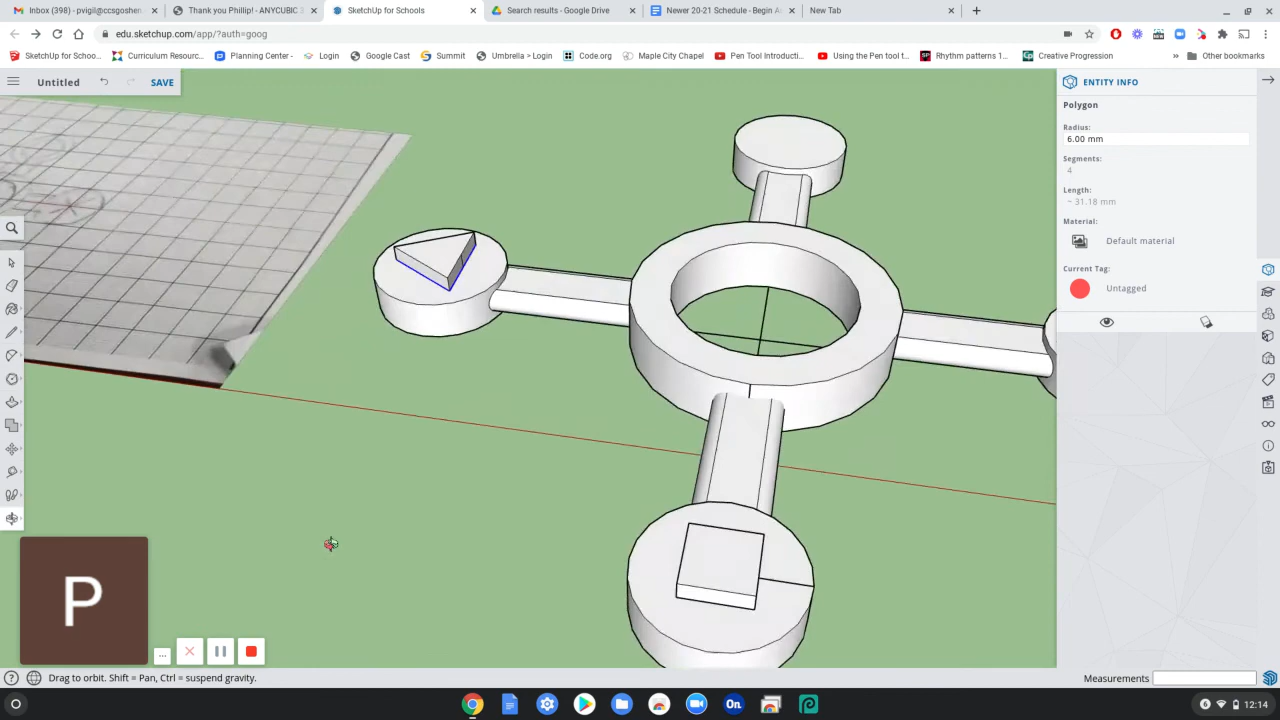 Inbox (398) - pvigil@ccsgoshen
Thank you Phillip! - ANYCUBIC 3
SketchUp for Schools
Search results - Google Drive
Newer 20-21 Schedule - Begin A
New Tab
edu.sketchup.com/app/?auth=goog
SketchUp for School...
Curriculum Resourc...
Planning Center -
Login
Google Cast
Summit
Umbrella > Login
Code.org
Maple City Chapel
Pen Tool Introducti...
Using the Pen tool t...
Rhythm patterns 1...
Creative Progression
»
Other bookmarks
Untitled
SAVE
ENTITY INFO
Polygon
Radius:
6.00 mm
Segments:
4
Length:
~ 31.18 mm
Material:
Default material
Current Tag:
Untagged
P
...
Drag to orbit. Shift = Pan, Ctrl = suspend gravity.
Measurements
On
6
12:14